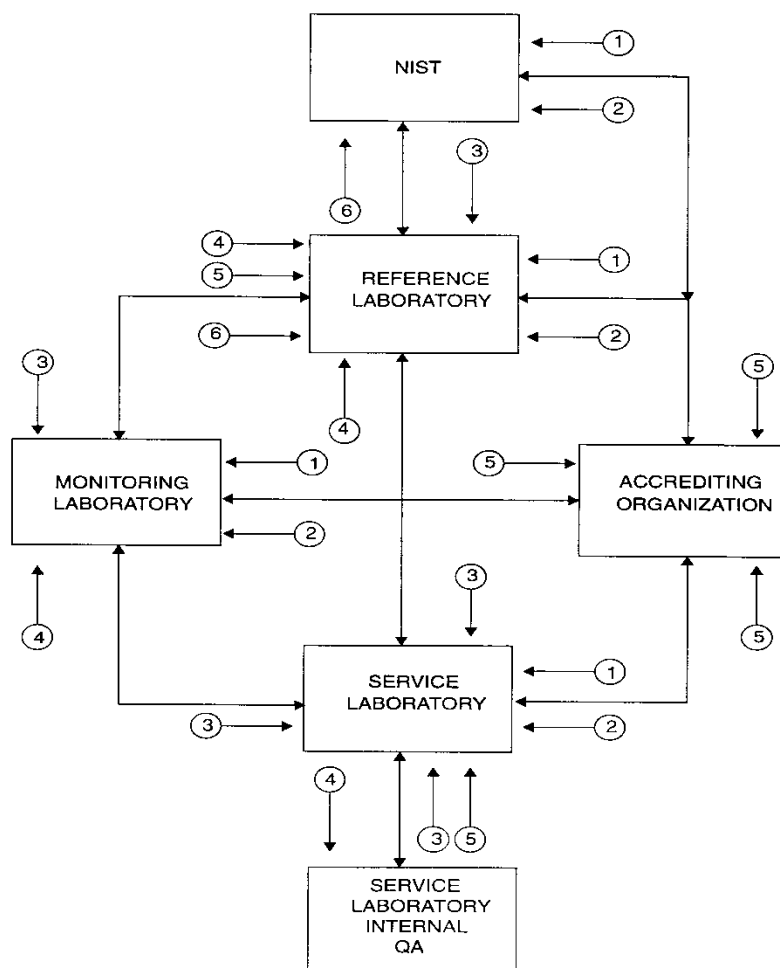 1
NIST
2
3
6
4
1
5
REFERENCE
LABORATORY
6
2
3
5
4
1
5
MONITORING
LABORATORY
ACCREDITING
ORGANIZATION
2
3
4
5
1
SERVICE
LABORATORY
3
2
4
3
5
SERVICE
LABORATORY
INTERNAL
QA